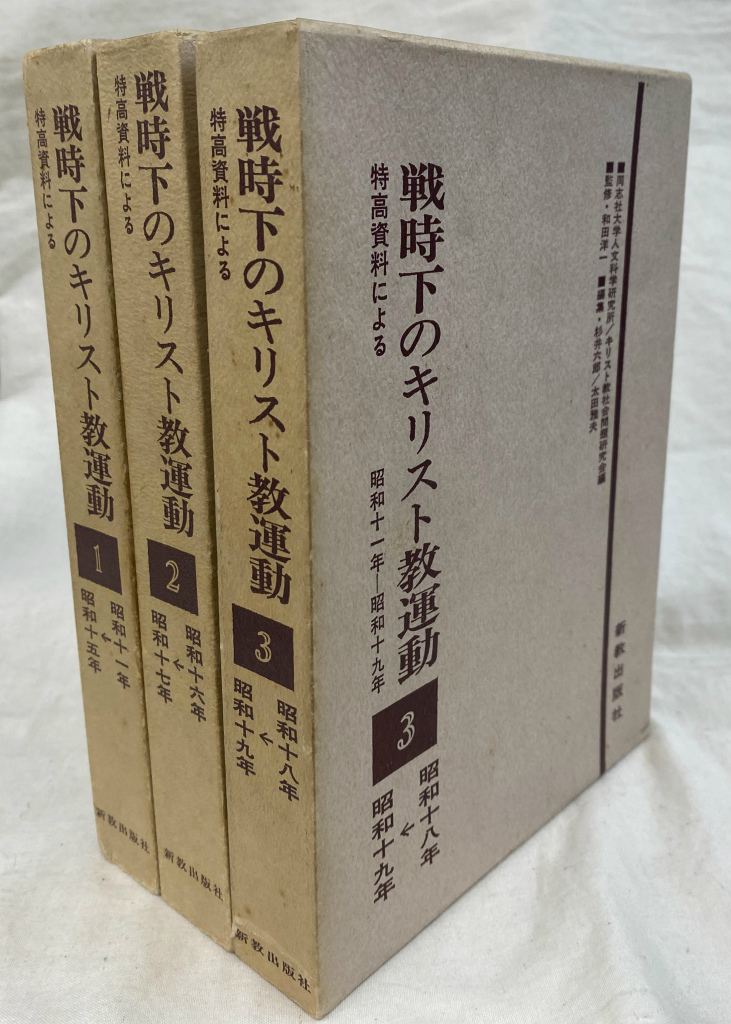 戦時下のキリスト教運動
特高資料による
1
昭和十一年
↓
昭和十五年
新教出版社
戦時下のキリスト教運動
特高資料による
2
昭和十六年
↓
昭和十七年
新教出版社
戦時下のキリスト教運動
特高資料による
3
昭和十八年
↓
昭和十九年
新教出版社
■同志社大学人文科学研究所/キリスト教社会問題研究会編
■監修・和田洋一 ■編集・杉井六郎/太田雅夫
戦時下のキリスト教運動
特高資料による
昭和十一年―昭和十九年
3
昭和十八年
↓
昭和十九年
新教出版社